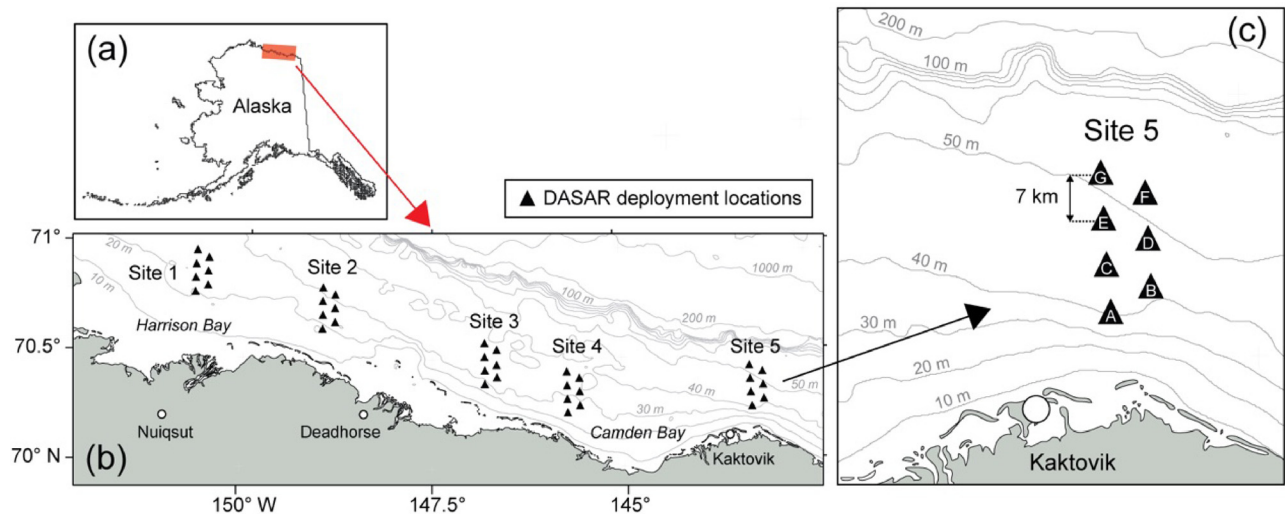 (a)
Alaska
▲ DASAR deployment locations
71°
70.5°
70° N
20 m
10 m
Site 1
Harrison Bay
Site 2
Site 3
Site 4
Site 5
100 m
1000 m
200 m
50 m
40 m
30 m
Camden Bay
Nuiqsut
Deadhorse
Kaktovik
(b)
150° W
147.5°
145°
(c)
200 m
100 m
Site 5
50 m
G
F
7 km
E
D
C
40 m
B
A
30 m
20 m
10 m
Kaktovik